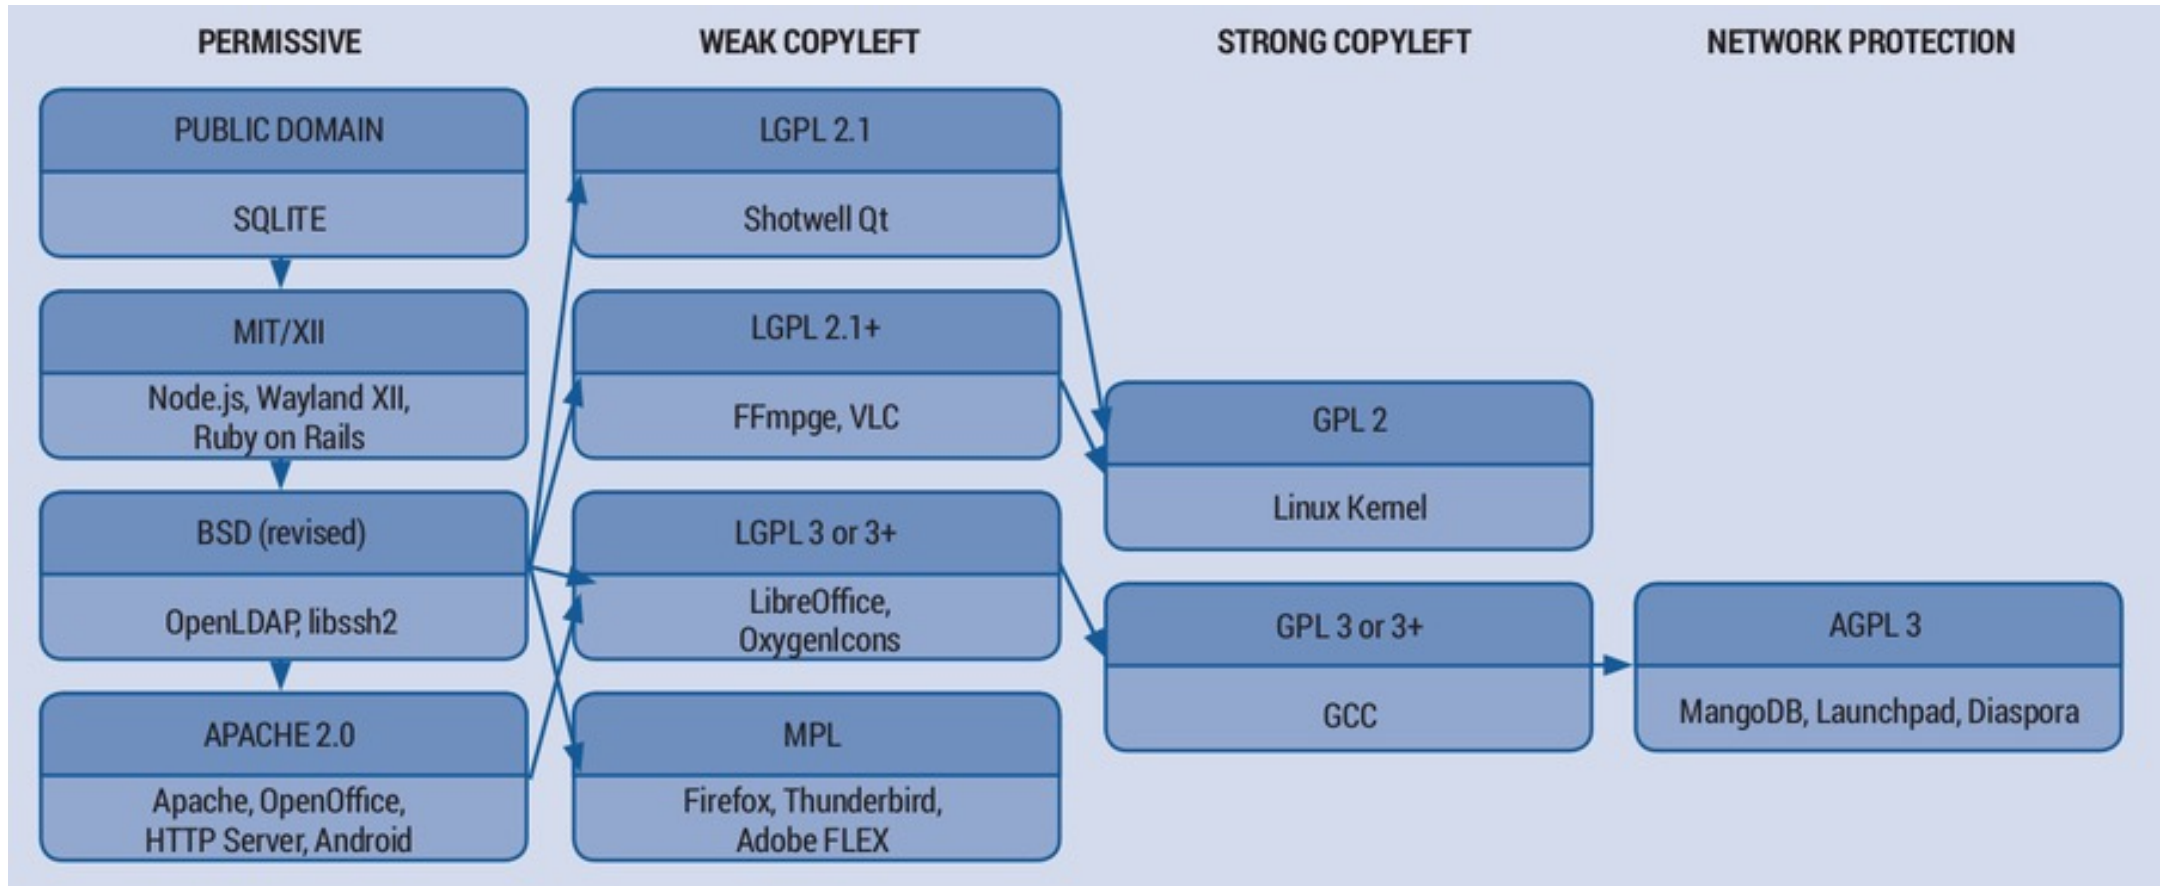 PERMISSIVE
PUBLIC DOMAIN
SQLITE
MIT/XII
Node.js, Wayland XII,
Ruby on Rails
BSD (revised)
OpenLDAP, libssh2
APACHE 2.0
Apache, OpenOffice,
HTTP Server, Android
WEAK COPYLEFT
LGPL 2.1
Shotwell Qt
LGPL 2.1+
FFmpge, VLC
LGPL 3 or 3+
LibreOffice,
OxygenIcons
MPL
Firefox, Thunderbird,
Adobe FLEX
STRONG COPYLEFT
GPL 2
Linux Kernel
GPL 3 or 3+
GCC
NETWORK PROTECTION
AGPL 3
MangoDB, Launchpad, Diaspora